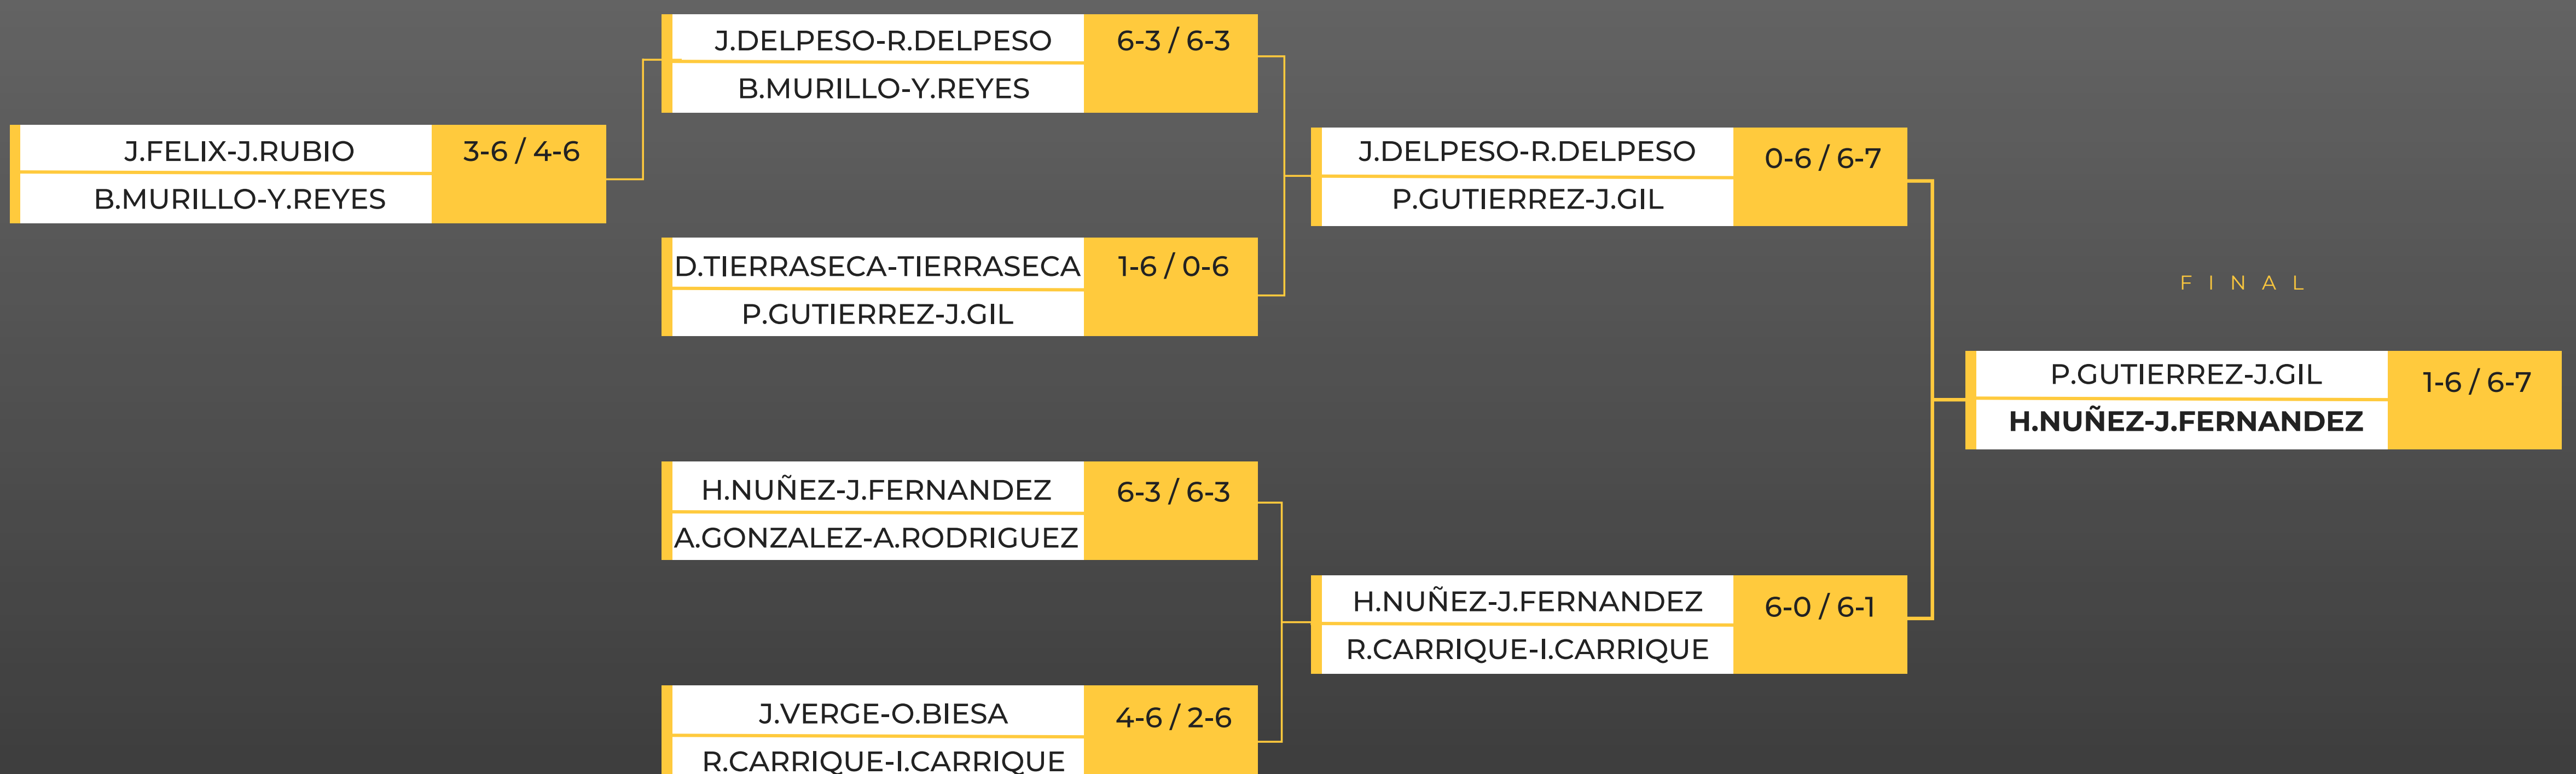 J.FELIX-J.RUBIO 3-6 / 4-6
B.MURILLO-Y.REYES
J.DELPESO-R.DELPESO 6-3 / 6-3
B.MURILLO-Y.REYES
D.TIERRASECA-TIERRASECA 1-6 / 0-6
P.GUTIERREZ-J.GIL
H.NUÑEZ-J.FERNANDEZ 6-3 / 6-3
A.GONZALEZ-A.RODRIGUEZ
J.VERGE-O.BIESA 4-6 / 2-6
R.CARRIQUE-I.CARRIQUE
J.DELPESO-R.DELPESO 0-6 / 6-7
P.GUTIERREZ-J.GIL
H.NUÑEZ-J.FERNANDEZ 6-0 / 6-1
R.CARRIQUE-I.CARRIQUE
FINAL
P.GUTIERREZ-J.GIL 1-6 / 6-7
H.NUÑEZ-J.FERNANDEZ